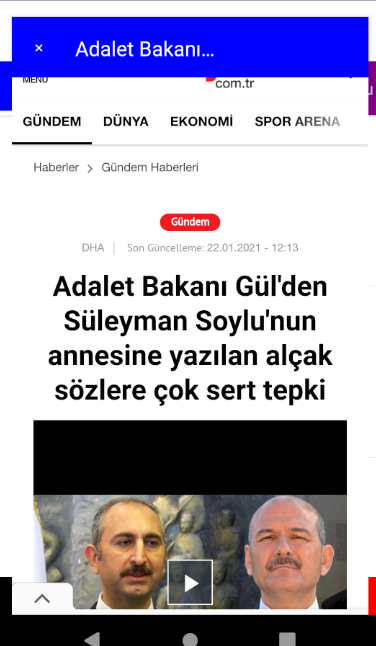 × Adalet Bakanı...
MENÜ
com.tr
GÜNDEM DÜNYA EKONOMİ SPOR ARENA
Haberler > Gündem Haberleri
Gündem
DHA | Son Güncelleme: 22.01.2021 - 12:13
Adalet Bakanı Gül'den
Süleyman Soylu'nun
annesine yazılan alçak
sözlere çok sert tepki